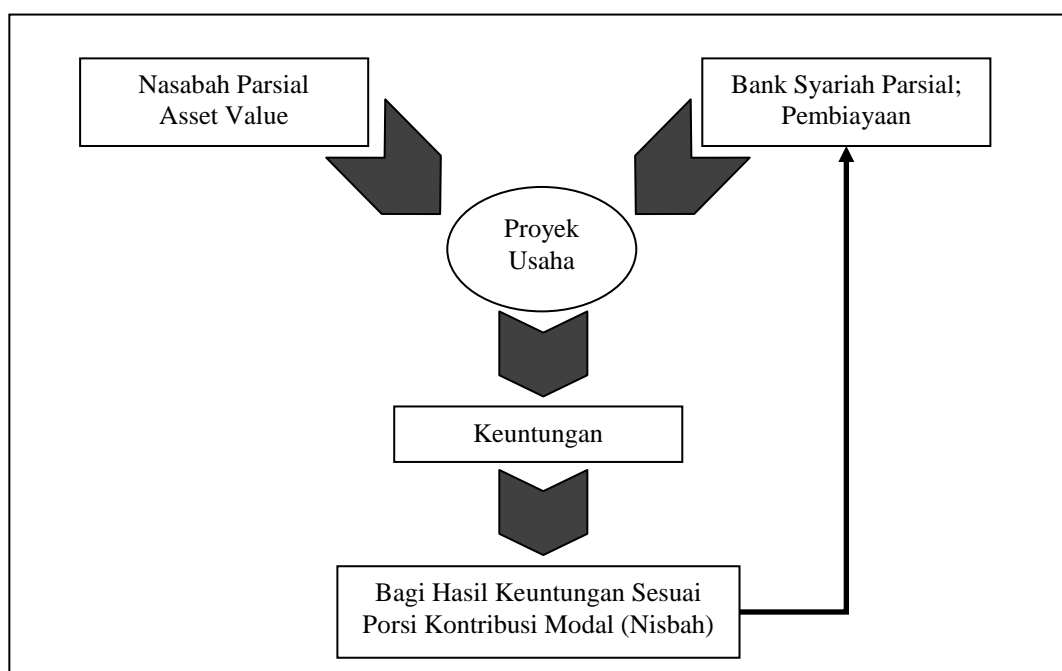 Nasabah Parsial
Asset Value
Bank Syariah Parsial;
Pembiayaan
Proyek
Usaha
Keuntungan
Bagi Hasil Keuntungan Sesuai
Porsi Kontribusi Modal (Nisbah)